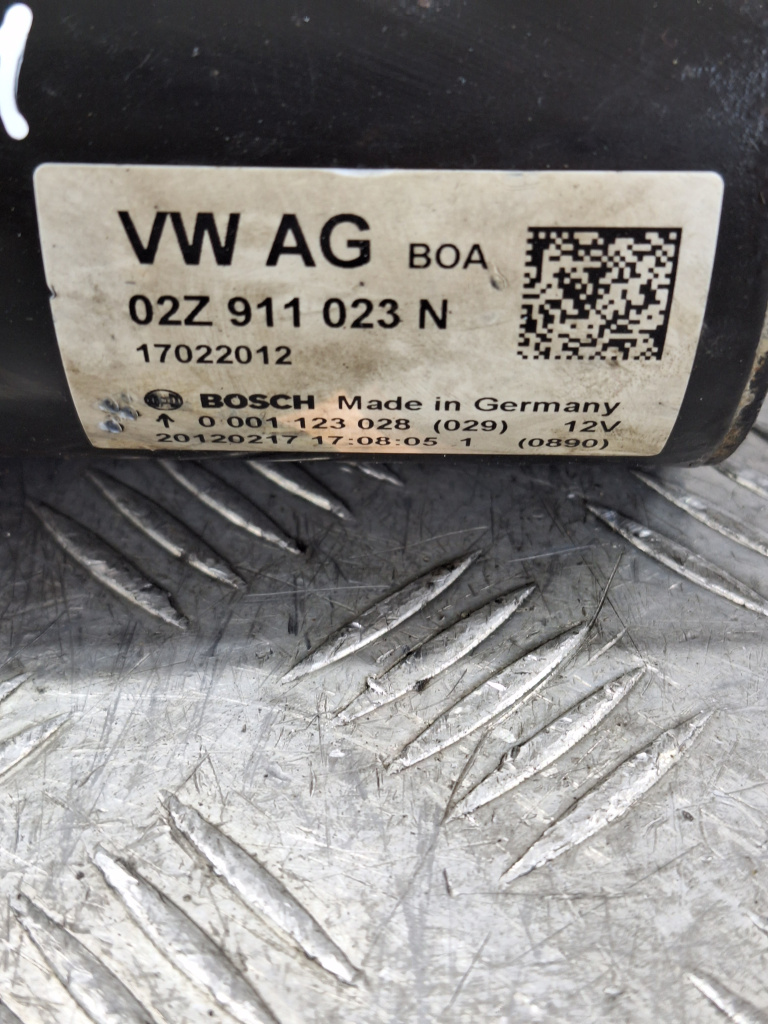 VW AG BOA
02Z 911 023 N
17022012
BOSCH Made in Germany
↑ 0 001 123 028 (029) 12V
20120217 17:08:05 1 (0890)